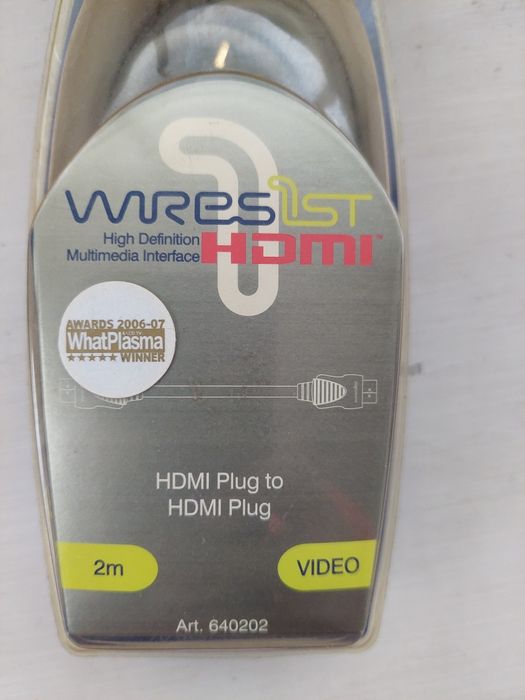 WIRES1ST
High Definition
Multimedia Interface
HDMI™
AWARDS 2006-07
WhatPlasma
WINNER
HDMI Plug to
HDMI Plug
2m
VIDEO
Art. 640202